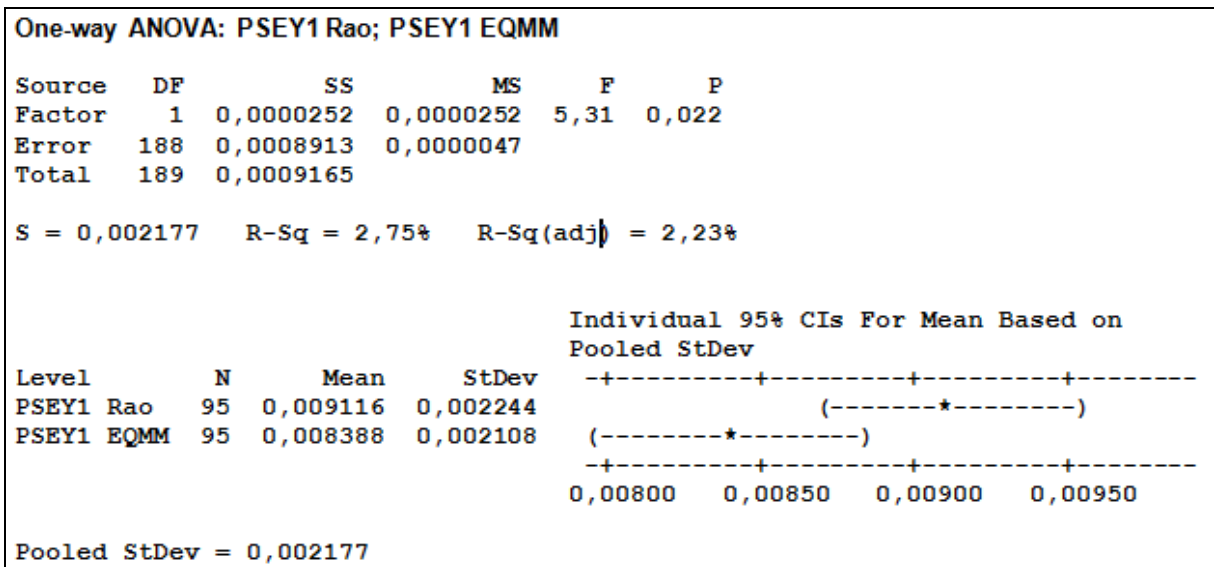 One-way ANOVA: PSEY1 Rao; PSEY1 EQMM
Source DF SS MS F P
Factor 1 0,0000252 0,0000252 5,31 0,022
Error 188 0,0008913 0,0000047
Total 189 0,0009165
S = 0,002177 R-Sq = 2,75% R-Sq(adj) = 2,23%
Individual 95% CIs For Mean Based on
Pooled StDev
Level N Mean StDev -+---------+---------+---------+--------
PSEY1 Rao 95 0,009116 0,002244 (-------*--------)
PSEY1 EQMM 95 0,008388 0,002108 (--------*--------)
-+---------+---------+---------+--------
0,00800 0,00850 0,00900 0,00950
Pooled StDev = 0,002177